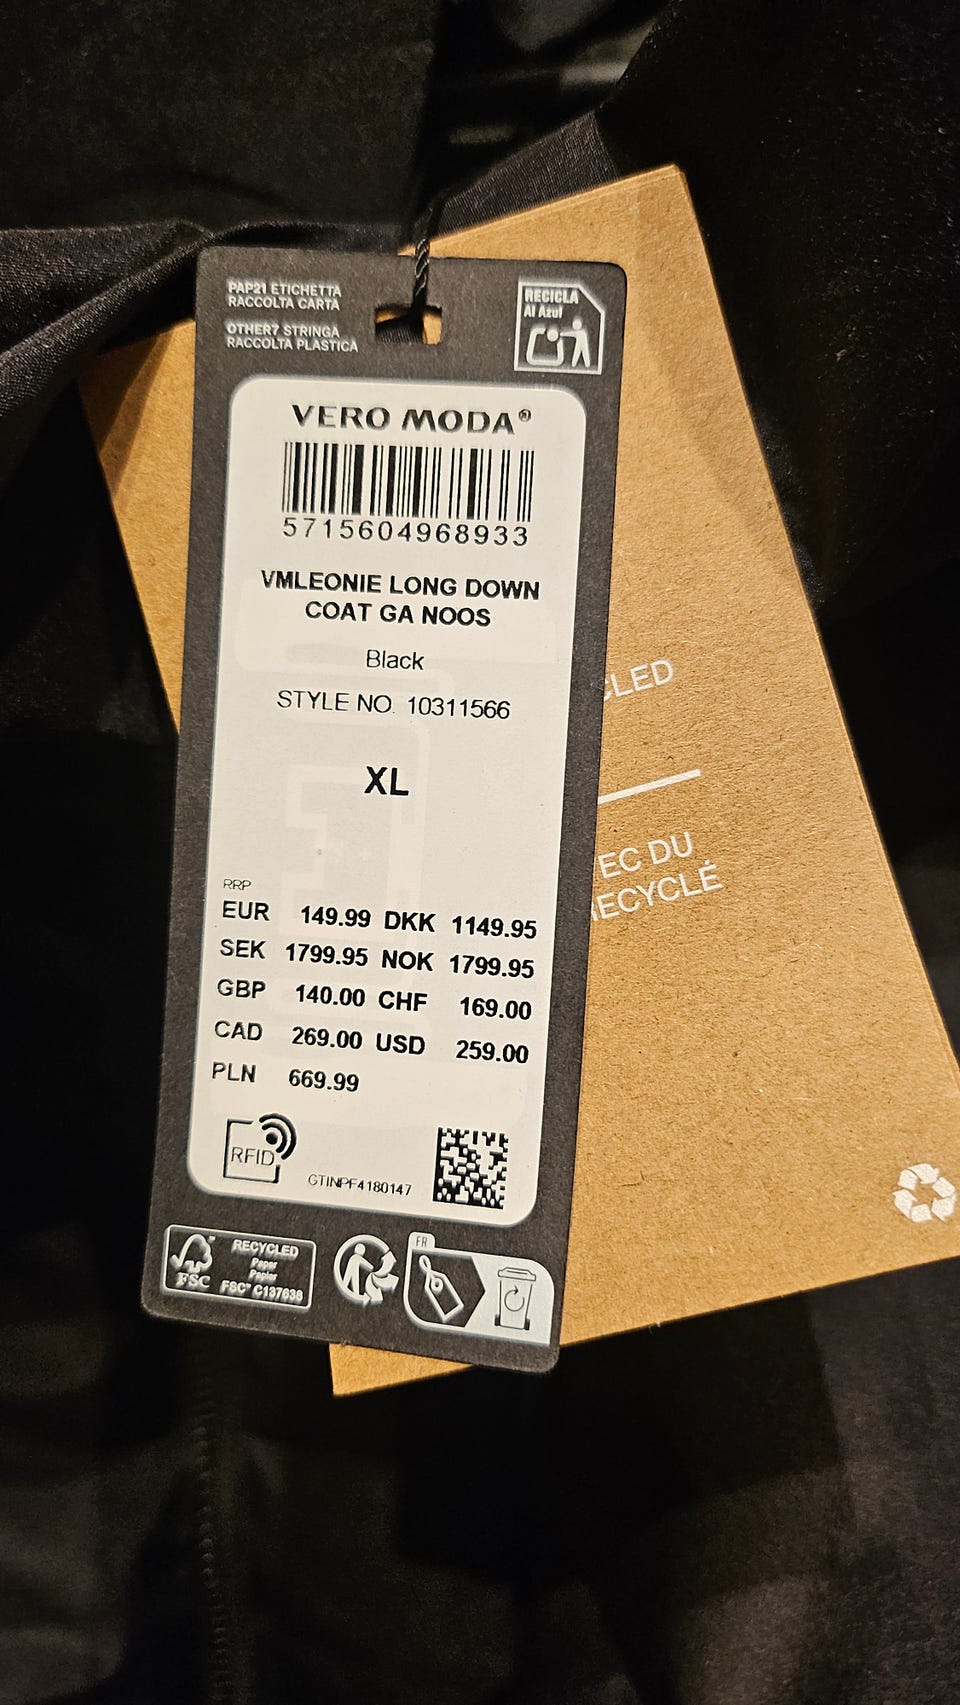 PAP21 ETICHETTA
RACCOLTA CARTA
OTHER7 STRINGA
RACCOLTA PLASTICA
RECICLA
Al Azul
VERO MODA®
5715604968933
VMLEONIE LONG DOWN
COAT GA NOOS
Black
STYLE NO. 10311566
XL
RRP
EUR 149.99 DKK 1149.95
SEK 1799.95 NOK 1799.95
GBP 140.00 CHF 169.00
CAD 269.00 USD 259.00
PLN 669.99
RFID
GTINPF4180147
FSC
RECYCLED
Paper
Papier
FSC® C137638
FR
CLED
EC DU
ECYCLÉ